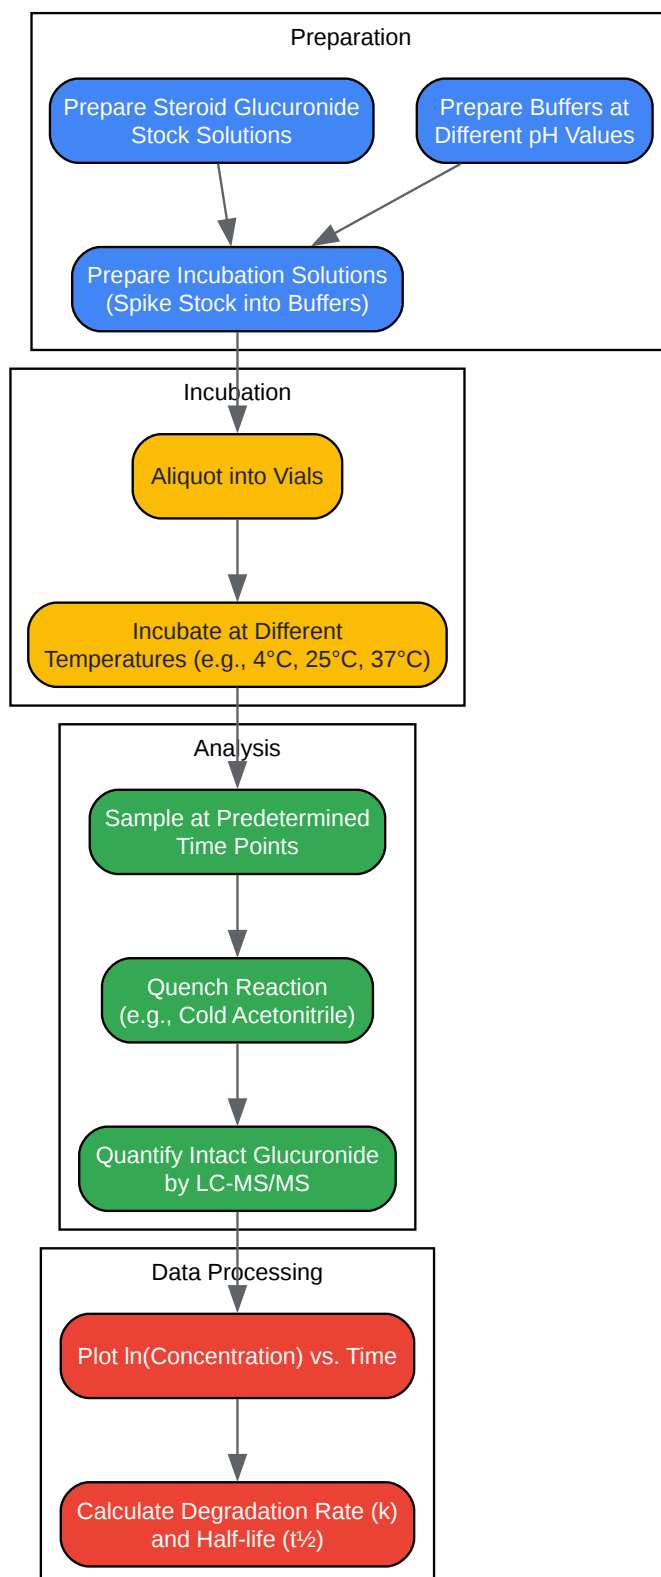 Preparation
Prepare Steroid Glucuronide
Stock Solutions
Prepare Buffers at
Different pH Values
Prepare Incubation Solutions
(Spike Stock into Buffers)
Incubation
Aliquot into Vials
Incubate at Different
Temperatures (e.g., 4°C, 25°C, 37°C)
Analysis
Sample at Predetermined
Time Points
Quench Reaction
(e.g., Cold Acetonitrile)
Quantify Intact Glucuronide
by LC-MS/MS
Data Processing
Plot ln(Concentration) vs. Time
Calculate Degradation Rate (k)
and Half-life (t½)